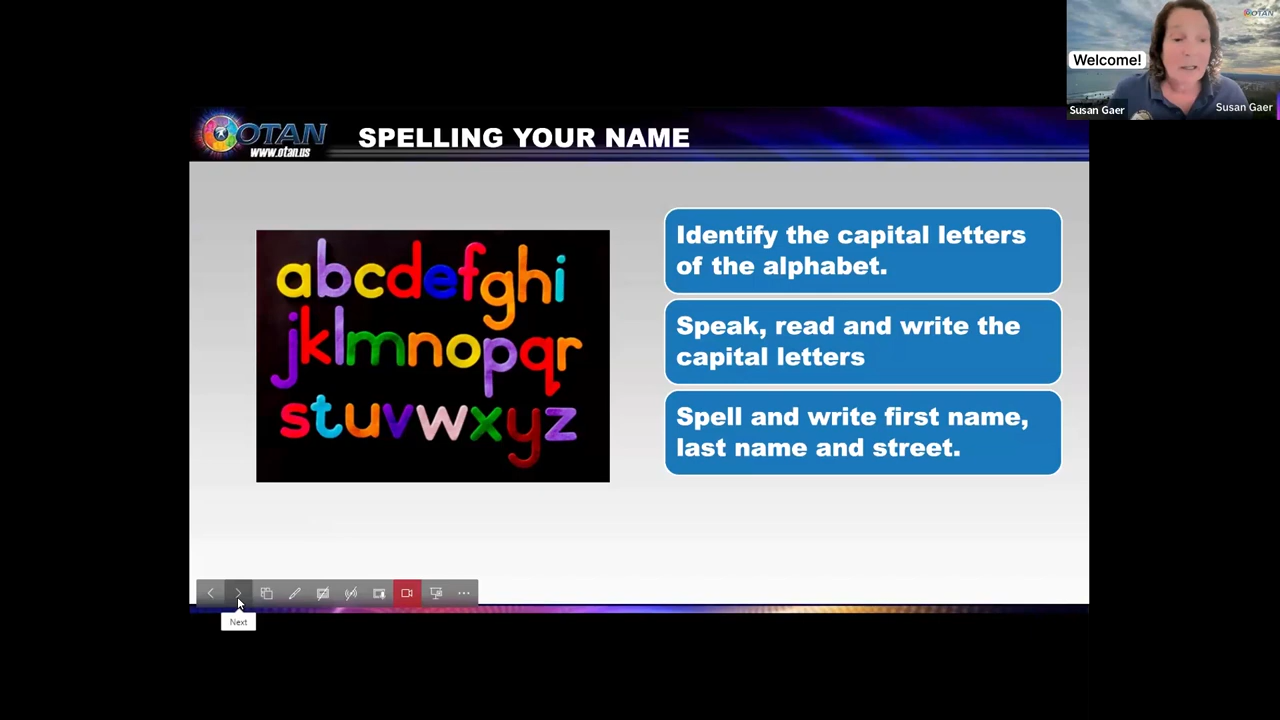 OTAN
Welcome!
Susan Gaer
Susan Gaer
OTAN
www.otan.us
SPELLING YOUR NAME
abcdefghi
jklmnopqr
stuvwxyz
Identify the capital letters
of the alphabet.
Speak, read and write the
capital letters
Spell and write first name,
last name and street.
Next